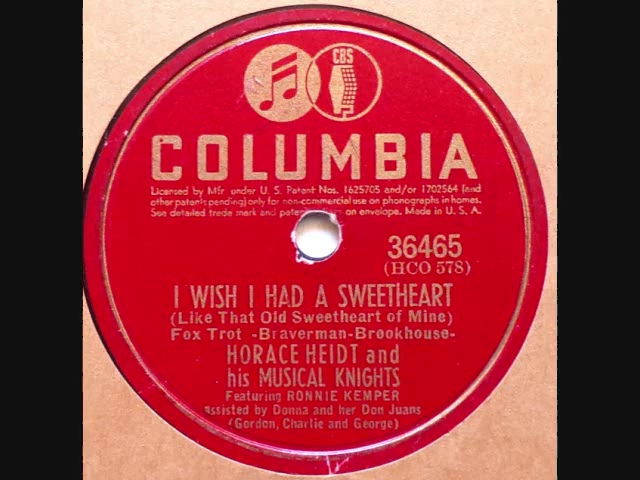 CBS
COLUMBIA
Licensed by Mfr. under U. S. Patent Nos. 1625705 and/or 1702564 (and
other patents pending) only for non-commercial use on phonographs in homes.
See detailed trade mark and patent on envelope. Made in U. S. A.
36465
(HCO 578)
I WISH I HAD A SWEETHEART
(Like That Old Sweetheart of Mine)
Fox Trot -Braverman-Brookhouse-
HORACE HEIDT and
his MUSICAL KNIGHTS
Featuring RONNIE KEMPER
assisted by Donna and her Don Juans
(Gordon, Charlie and George)